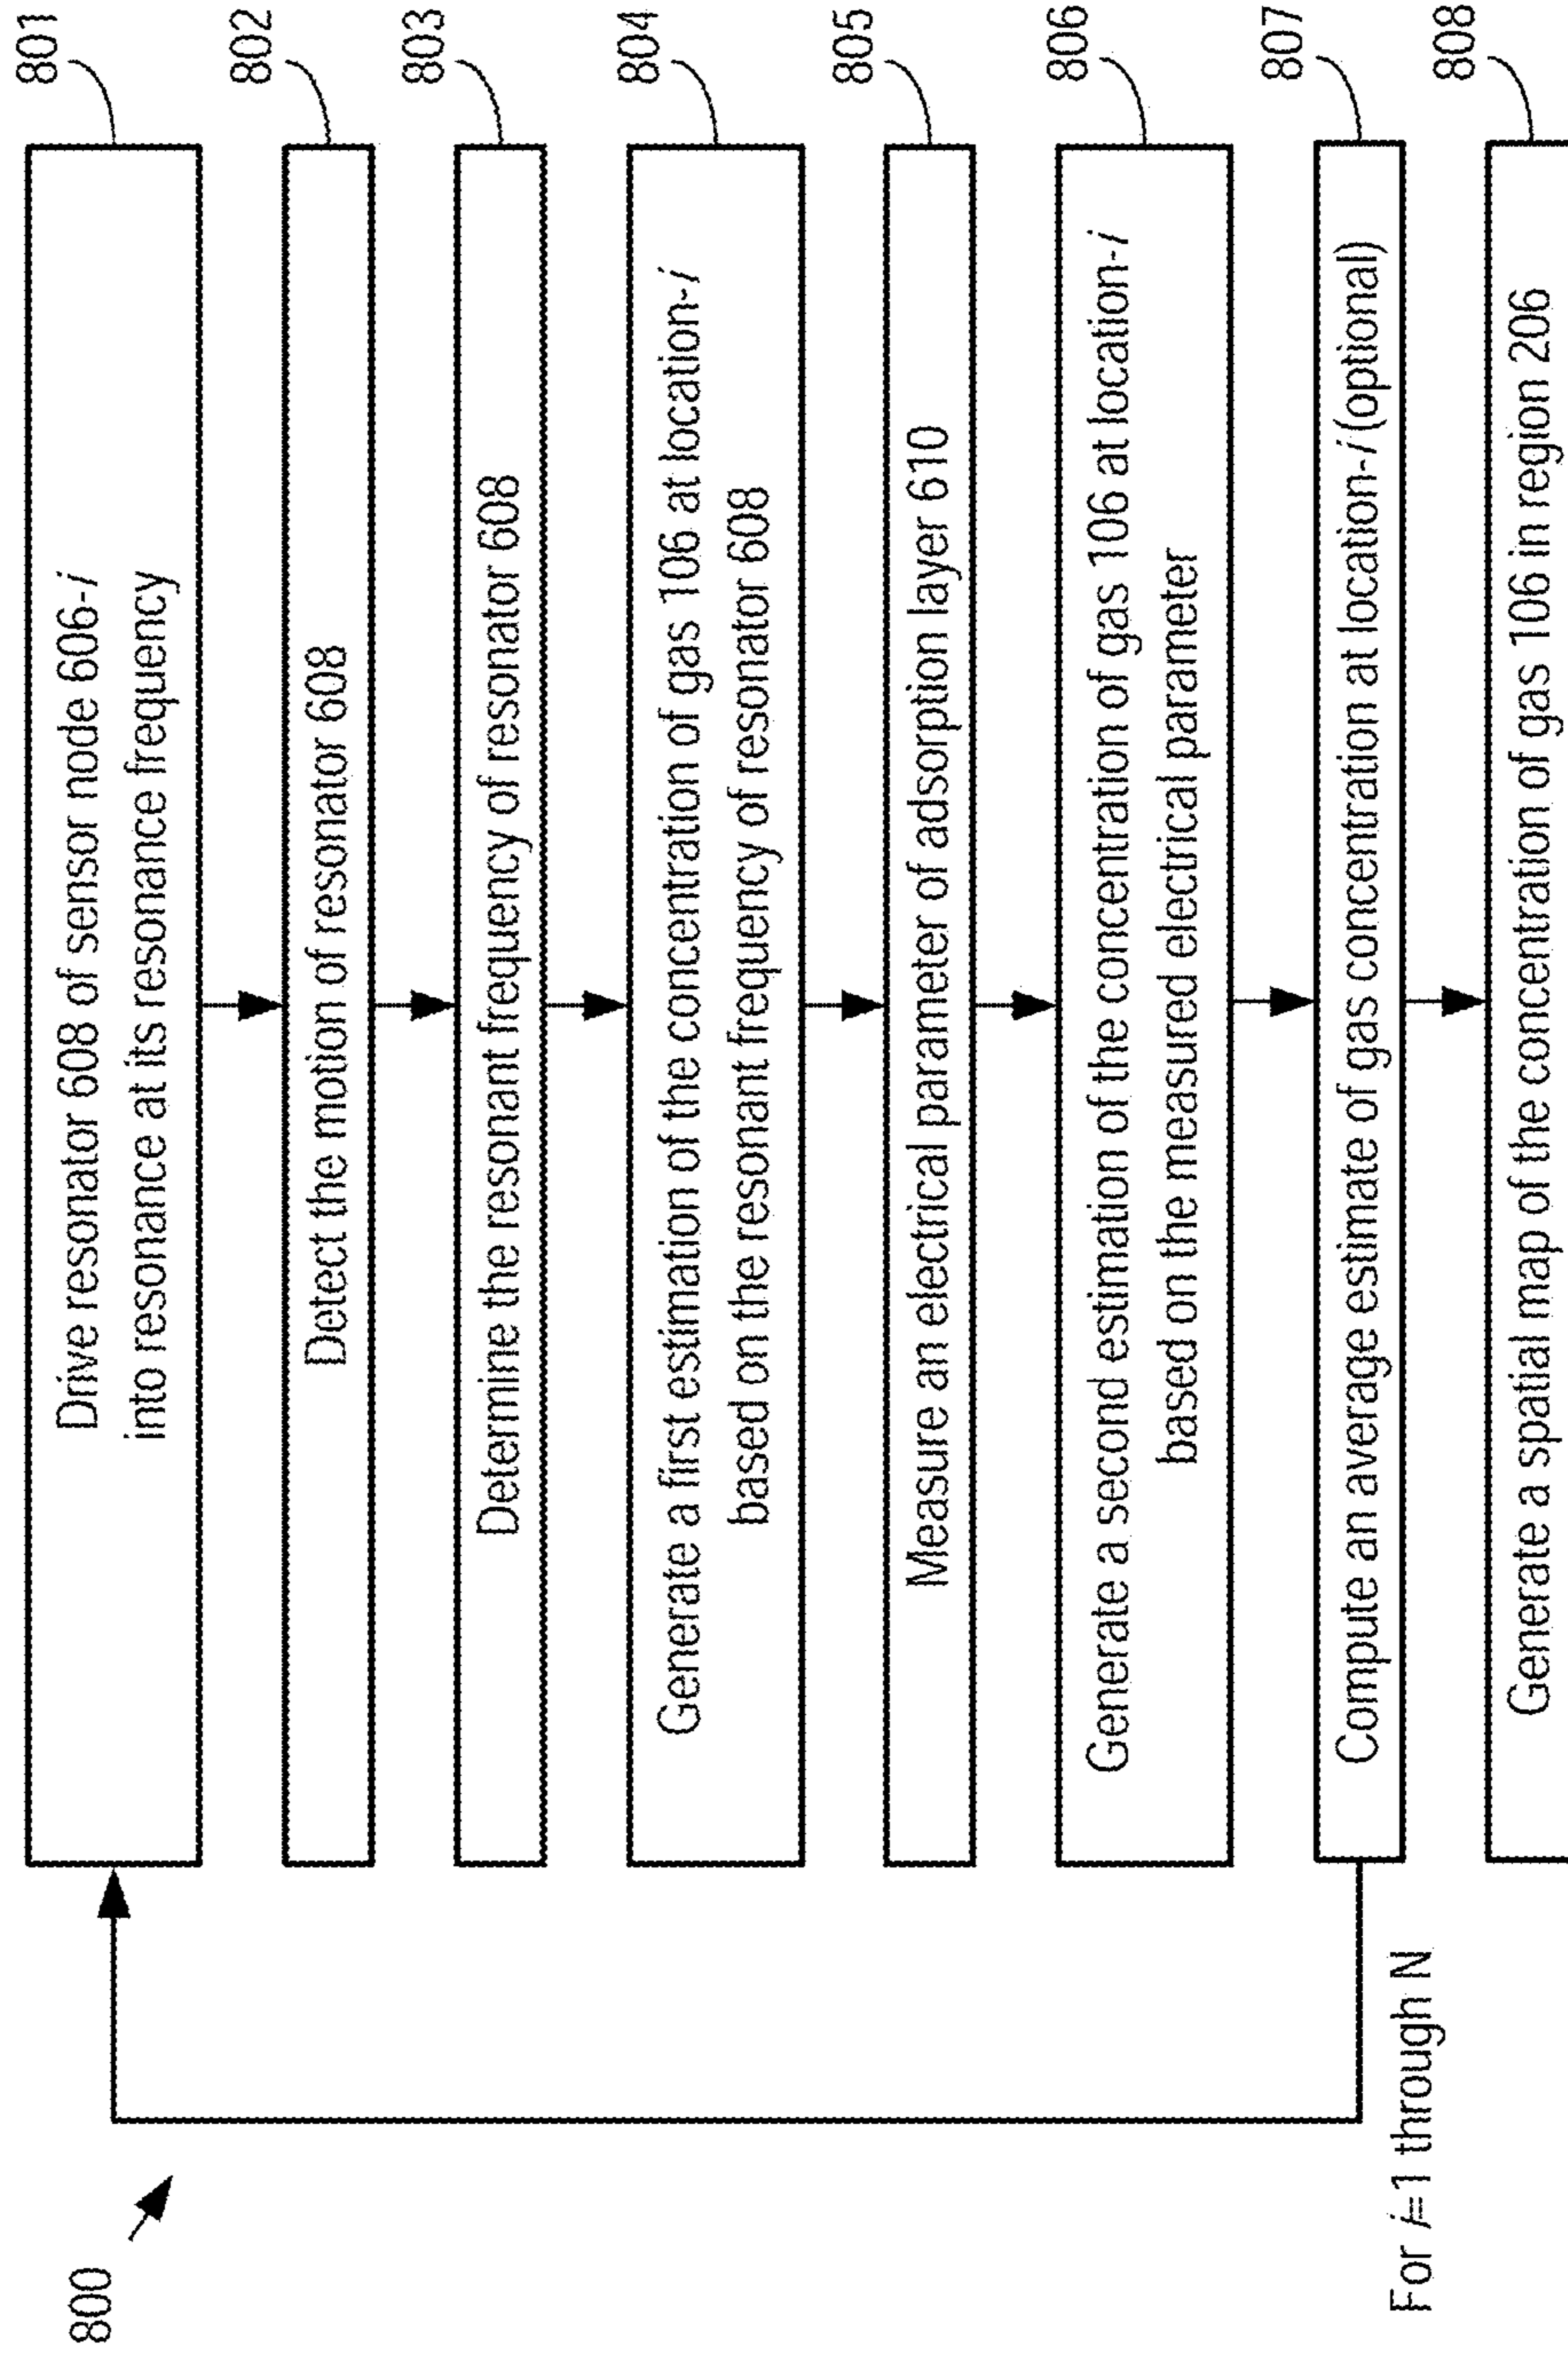 800
801
Drive resonator 608 of sensor node 606-i
into resonance at its resonance frequency
802
Detect the motion of resonator 608
803
Determine the resonant frequency of resonator 608
804
Generate a first estimation of the concentration of gas 106 at location-i
based on the resonant frequency of resonator 608
805
Measure an electrical parameter of adsorption layer 610
806
Generate a second estimation of the concentration of gas 106 at location-i
based on the measured electrical parameter
807
Compute an average estimate of gas concentration at location-i (optional)
For i=1 through N
808
Generate a spatial map of the concentration of gas 106 in region 206